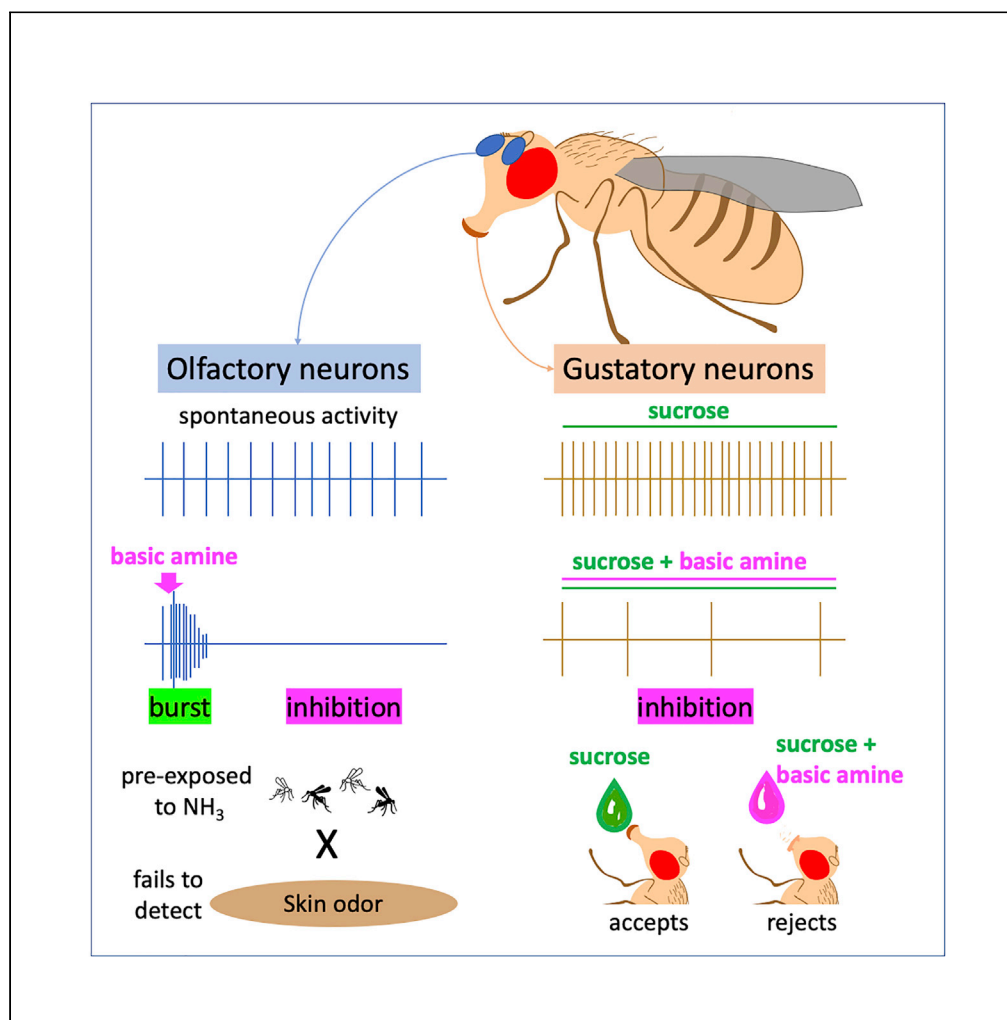 Olfactory neurons
spontaneous activity
basic amine
burst
inhibition
pre-exposed
to NH₃
X
fails to
detect
Skin odor
Gustatory neurons
sucrose
sucrose + basic amine
inhibition
sucrose
sucrose +
basic amine
accepts
rejects